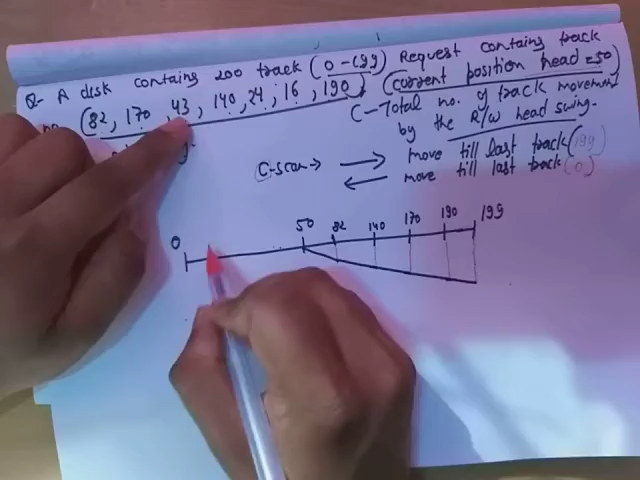 Q- A disk contains 200 track (0-199) Request contains track
no. (82, 170, 43, 140, 24, 16, 190) (current position head = 50)
C- Total no. of track movement
by the R/W head swing.
C-scan → → move till last track (199)
← move till last track (0)
0 50 82 140 170 190 199